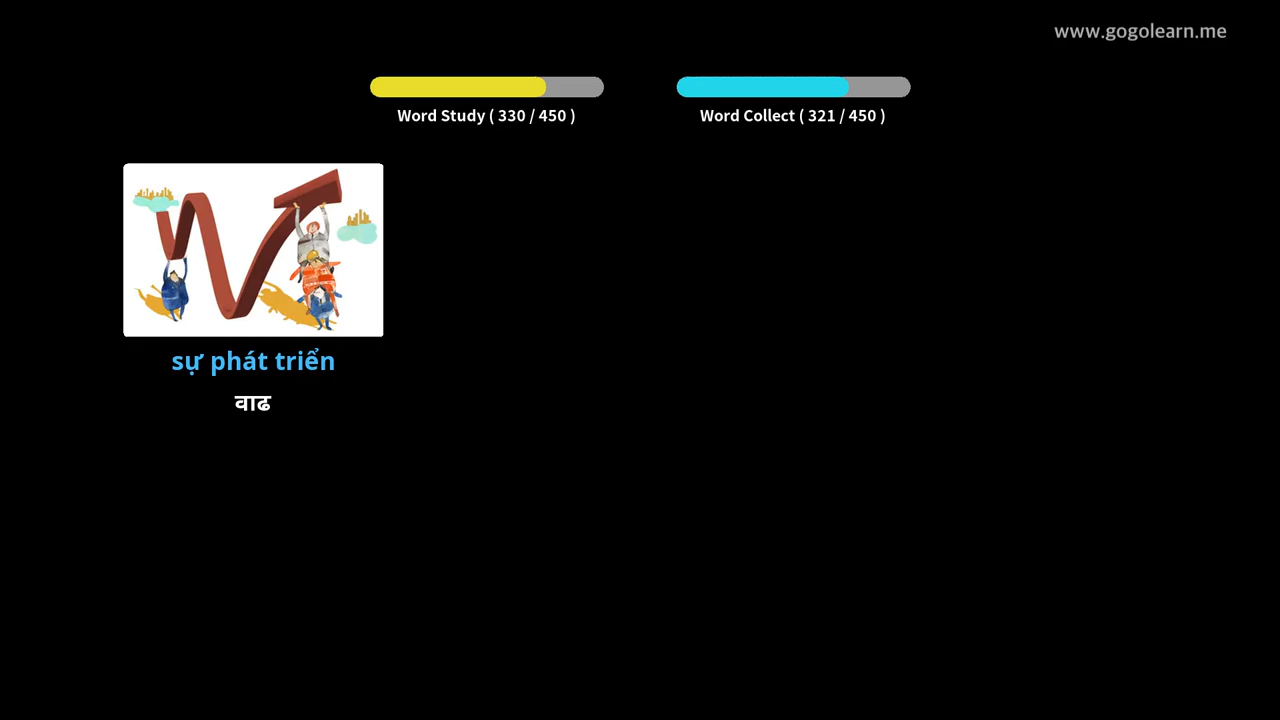 www.gogolearn.me
Word Study ( 330 / 450 )
Word Collect ( 321 / 450 )
sự phát triển
वाढ